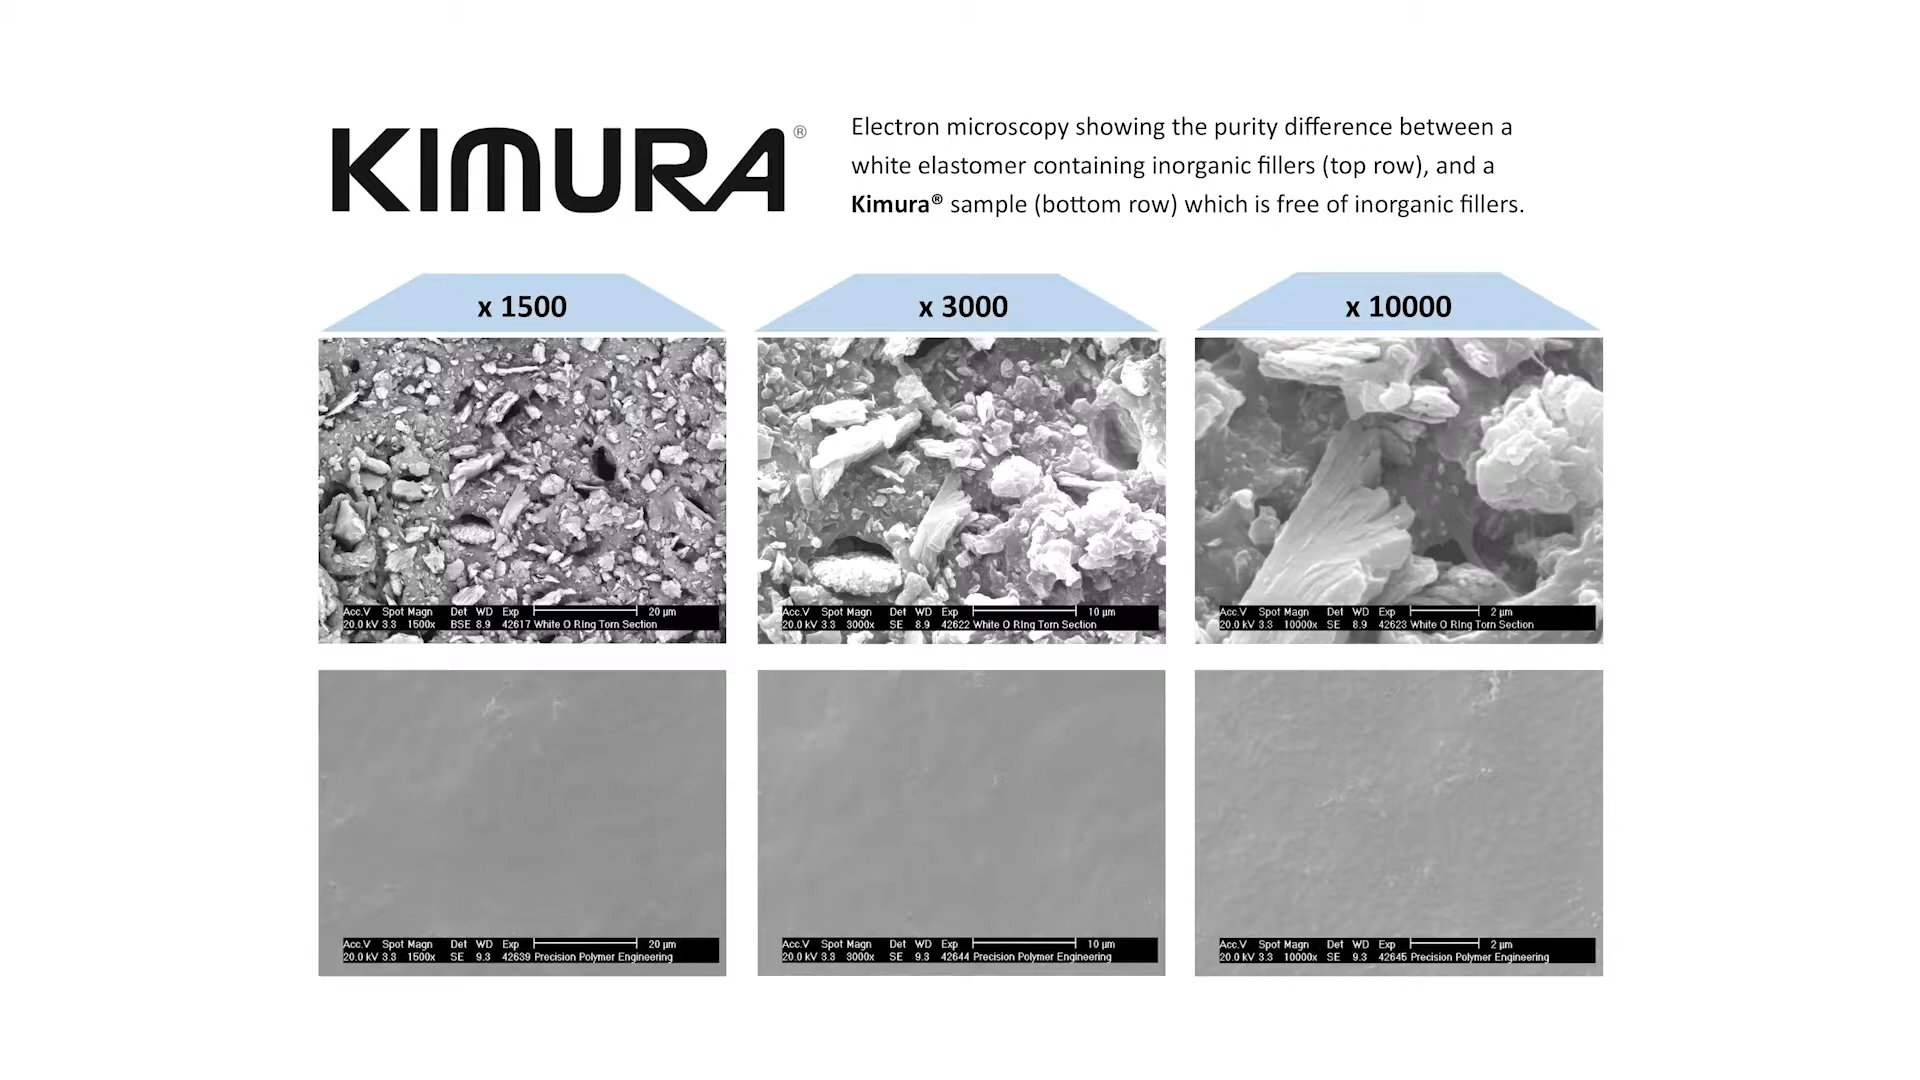 KIMURA®
Electron microscopy showing the purity difference between a
white elastomer containing inorganic fillers (top row), and a
Kimura® sample (bottom row) which is free of inorganic fillers.
x 1500
x 3000
x 10000
Acc.V Spot Magn Det WD Exp 20 µm
20.0 kV 3.3 1500x BSE 8.9 42617 White O RIng Torn Section
Acc.V Spot Magn Det WD Exp 10 µm
20.0 kV 3.3 3000x SE 8.9 42622 White O RIng Torn Section
Acc.V Spot Magn Det WD Exp 2 µm
20.0 kV 3.3 10000x SE 8.9 42623 White O RIng Torn Section
Acc.V Spot Magn Det WD Exp 20 µm
20.0 kV 3.3 1500x SE 9.3 42639 Precision Polymer Engineering
Acc.V Spot Magn Det WD Exp 10 µm
20.0 kV 3.3 3000x SE 9.3 42644 Precision Polymer Engineering
Acc.V Spot Magn Det WD Exp 2 µm
20.0 kV 3.3 10000x SE 9.3 42645 Precision Polymer Engineering